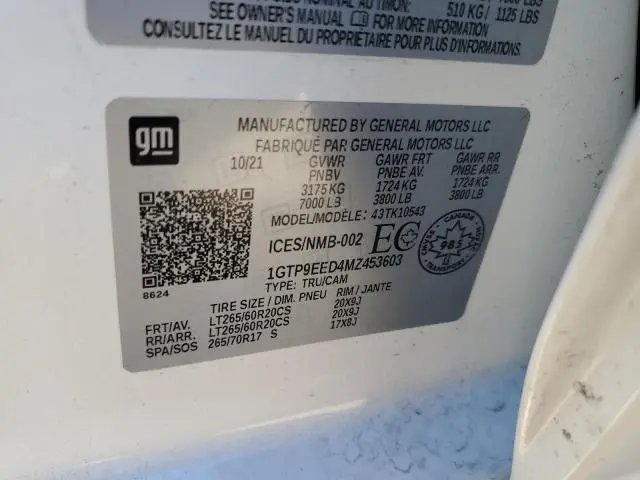 510 KG / 1125 LBS
SEE OWNER'S MANUAL FOR MORE INFORMATION
CONSULTEZ LE MANUEL DU PROPRIETAIRE POUR PLUS D'INFORMATIONS
gm
MANUFACTURED BY GENERAL MOTORS LLC
FABRIQUÉ PAR GENERAL MOTORS LLC
10/21 GVWR GAWR FRT GAWR RR
PNBV PNBE AV. PNBE ARR.
3175 KG 1724 KG 1724 KG
7000 LB 3800 LB 3800 LB
MODEL/MODÈLE: 43TK10543
ICES/NMB-002 EC
CANADA
985
1GTP9EED4MZ453603
8624
TYPE: TRU/CAM
TIRE SIZE / DIM. PNEU RIM / JANTE
FRT/AV. LT265/60R20CS 20X9J
RR/ARR. LT265/60R20CS 20X9J
SPA/SOS 265/70R17 S 17X8J